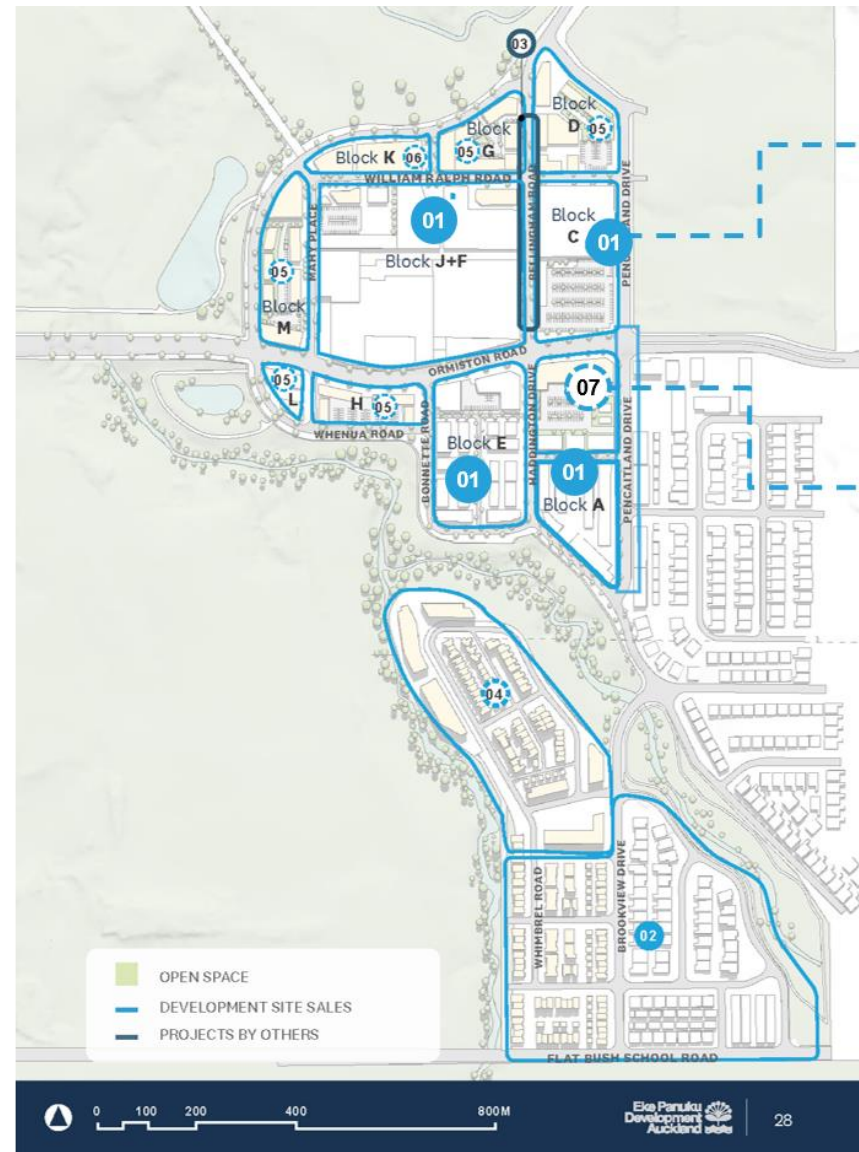 03
Block
D 05
Block
05 G
Block K 06
WILLIAM RALPH ROAD
BELLINGHAM ROAD
PENCAITLAND DRIVE
MAHY PLACE
01
Block
C 01
Block J+F
05
Block
M
ORMISTON ROAD
05
L
H 05
WHENUA ROAD
BONNETTE ROAD
HADDINGTON DRIVE
07
PENCAITLAND DRIVE
Block E
01
01
Block A
04
WHIMBREL ROAD
BROOKVIEW DRIVE
02
OPEN SPACE
DEVELOPMENT SITE SALES
PROJECTS BY OTHERS
FLAT BUSH SCHOOL ROAD
0 100 200 400 800M
Eke Panuku
Development
Auckland
28